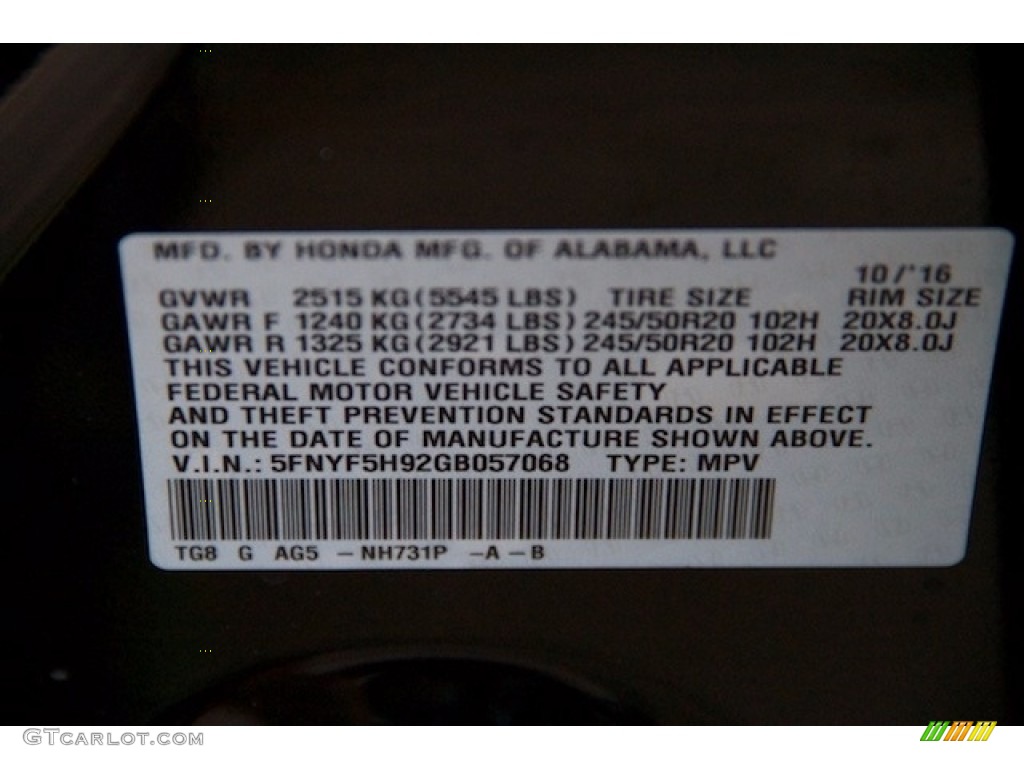 MFD. BY HONDA MFG. OF ALABAMA, LLC
10/'16
GVWR 2515 KG(5545 LBS) TIRE SIZE RIM SIZE
GAWR F 1240 KG(2734 LBS) 245/50R20 102H 20X8.0J
GAWR R 1325 KG(2921 LBS) 245/50R20 102H 20X8.0J
THIS VEHICLE CONFORMS TO ALL APPLICABLE
FEDERAL MOTOR VEHICLE SAFETY
AND THEFT PREVENTION STANDARDS IN EFFECT
ON THE DATE OF MANUFACTURE SHOWN ABOVE.
V.I.N.: 5FNYF5H92GB057068 TYPE: MPV
TG8 G AG5 -NH731P -A-B
GTCARLOT.COM